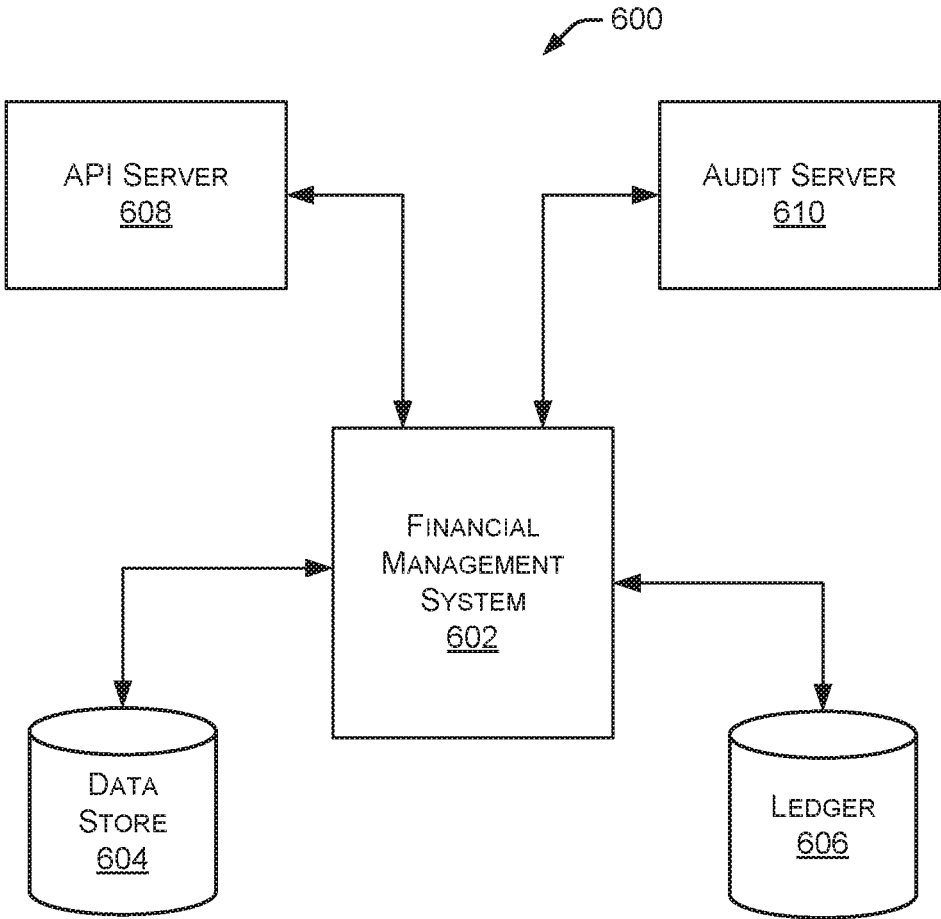 600
API SERVER
608
AUDIT SERVER
610
FINANCIAL
MANAGEMENT
SYSTEM
602
DATA
STORE
604
LEDGER
606